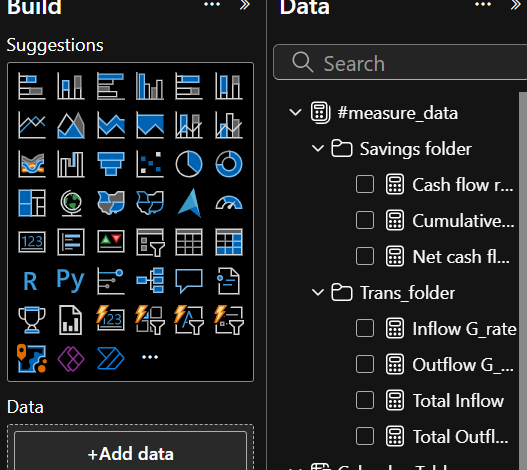 Build
Suggestions
123
R
Py
123
Data
+Add data
Data
Search
#measure_data
Savings folder
Cash flow r...
Cumulative...
Net cash fl...
Trans_folder
Inflow G_rate
Outflow G_...
Total Inflow
Total Outfl...